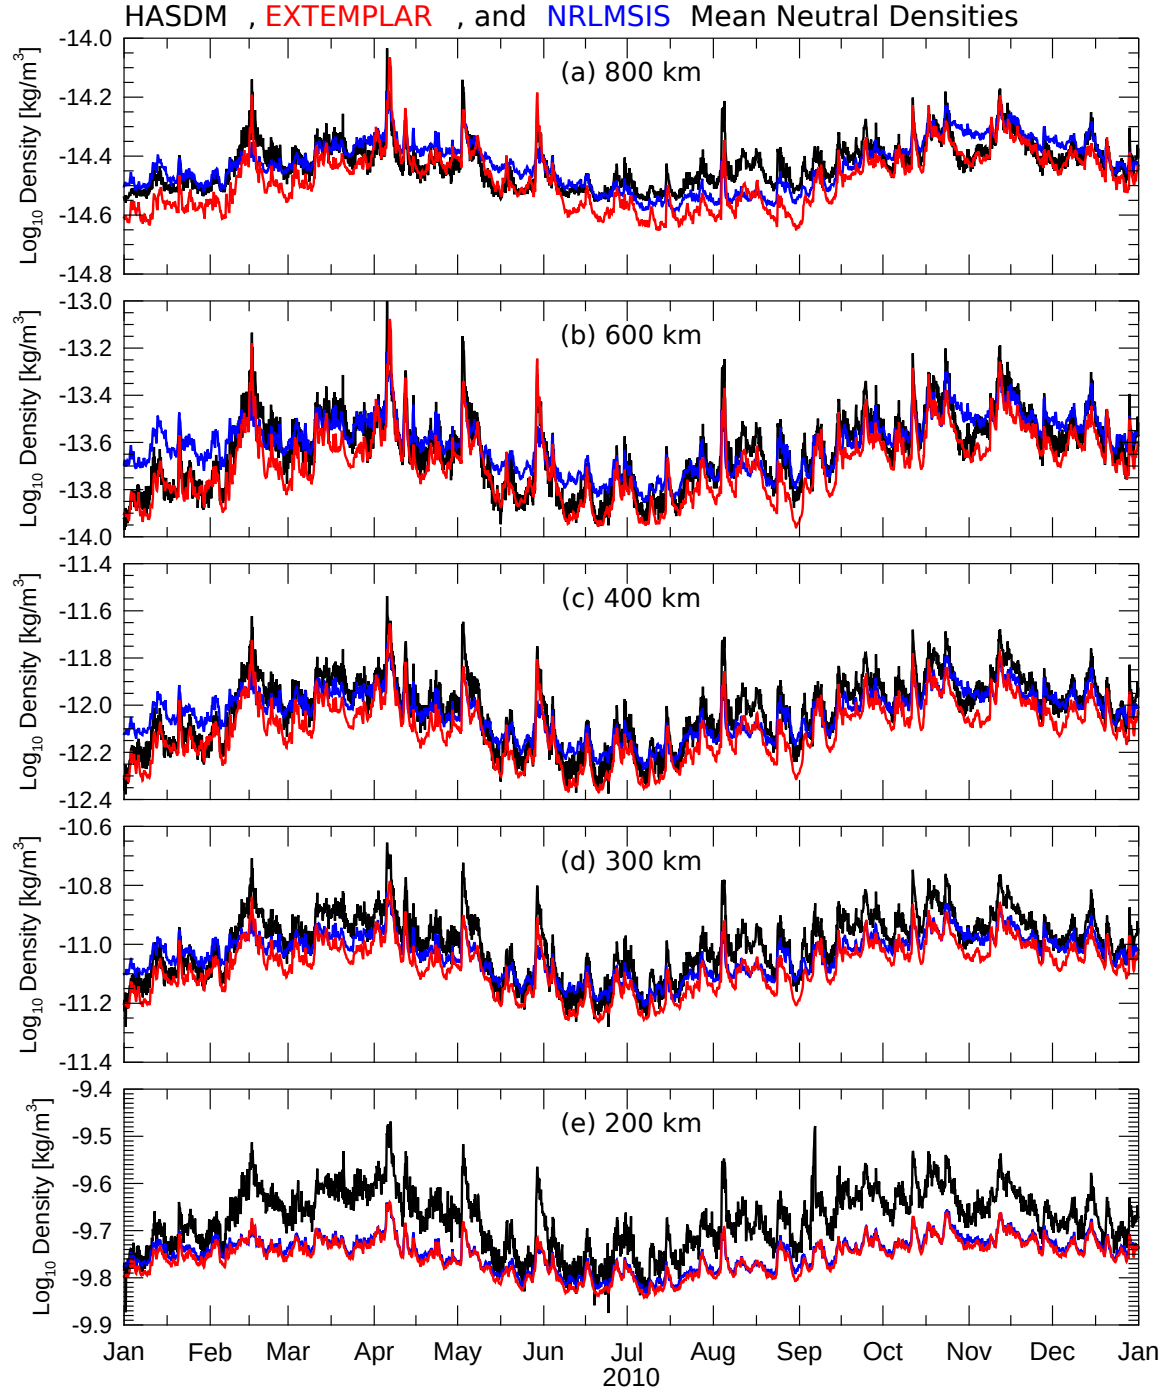 HASDM , EXTEMPLAR , and NRLMSIS Mean Neutral Densities
(a) 800 km
-14.0
-14.2
-14.4
-14.6
-14.8
Log₁₀ Density [kg/m³]
(b) 600 km
-13.0
-13.2
-13.4
-13.6
-13.8
-14.0
Log₁₀ Density [kg/m³]
(c) 400 km
-11.4
-11.6
-11.8
-12.0
-12.2
-12.4
Log₁₀ Density [kg/m³]
(d) 300 km
-10.6
-10.8
-11.0
-11.2
-11.4
Log₁₀ Density [kg/m³]
(e) 200 km
-9.4
-9.5
-9.6
-9.7
-9.8
-9.9
Log₁₀ Density [kg/m³]
Jan Feb Mar Apr May Jun Jul Aug Sep Oct Nov Dec Jan
2010